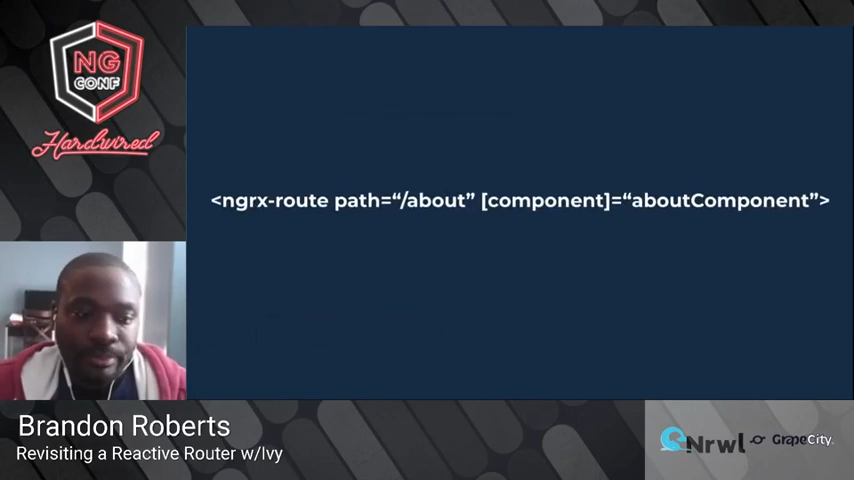 NG
CONF
Hardwired
<ngrx-route path=“/about” [component]=“aboutComponent”>
Brandon Roberts
Revisiting a Reactive Router w/Ivy
Nrwl
GrapeCity